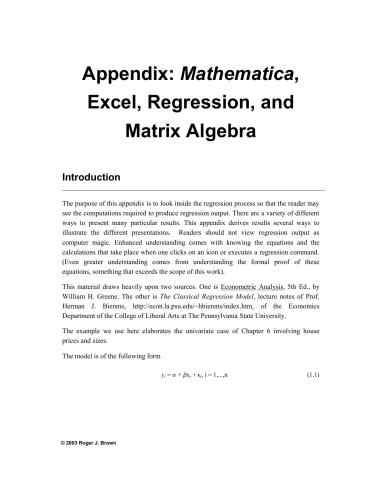 Appendix: Mathematica,
Excel, Regression, and
Matrix Algebra
Introduction
The purpose of this appendix is to look inside the regression process so that the reader may
see the computations required to produce regression output. There are a variety of different
ways to present many particular results. This appendix derives results several ways to
illustrate the different presentations. Readers should not view regression output as
computer magic. Enhanced understanding comes with knowing the equations and the
calculations that take place when one clicks on an icon or executes a regression command.
(Even greater understanding comes from understanding the formal proof of these
equations, something that exceeds the scope of this work).
This material draws heavily upon two sources. One is Econometric Analysis, 5th Ed., by
William H. Greene. The other is The Classical Regression Model, lecture notes of Prof.
Herman J. Bierens, http://econ.la.psu.edu/~hbierens/index.htm, of the Economics
Department of the College of Liberal Arts at The Pennsylvania State University.
The example we use here elaborates the univariate case of Chapter 6 involving house
prices and sizes.
The model is of the following form
yᵢ = α + βxᵢ + ϵᵢ, i = 1,...,n (1.1)
© 2003 Roger J. Brown